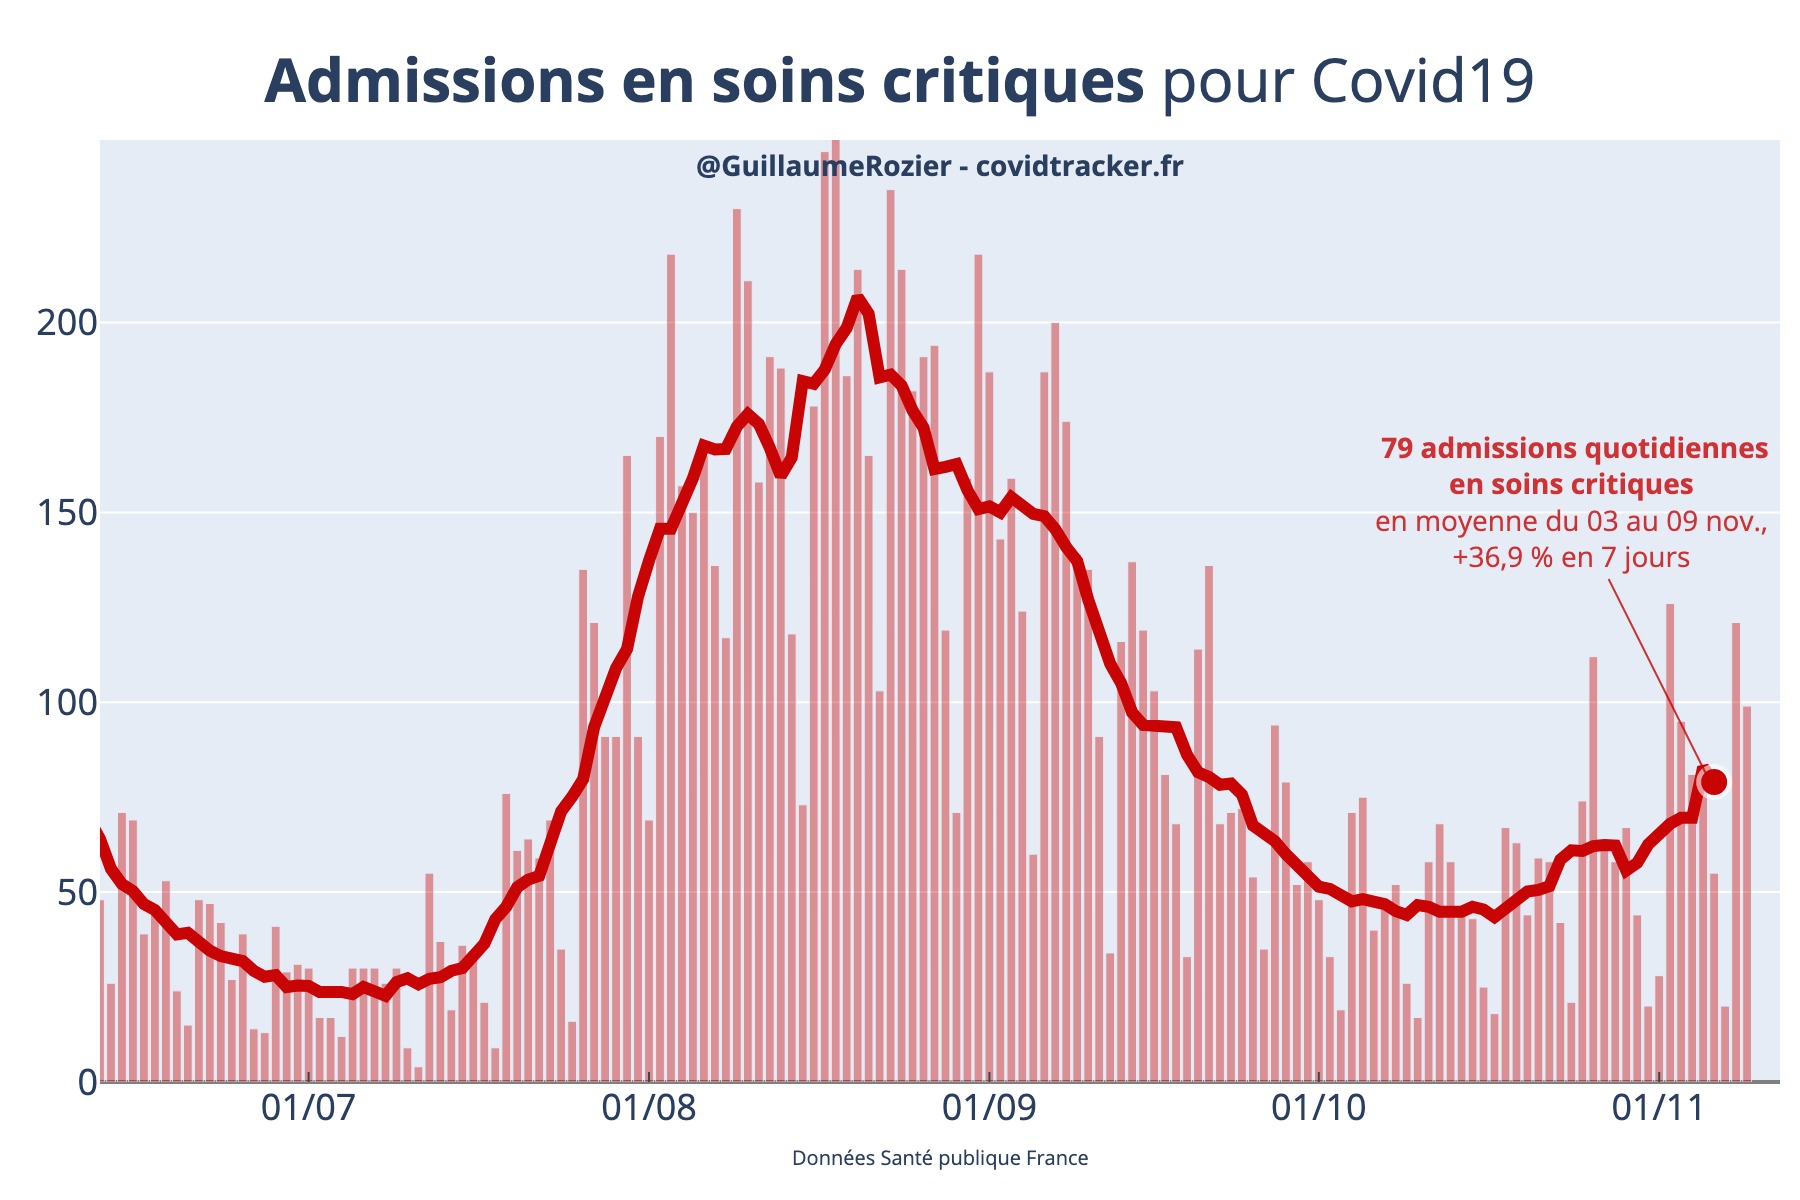 Admissions en soins critiques pour Covid19
@GuillaumeRozier - covidtracker.fr
200
150
100
50
0
79 admissions quotidiennes
en soins critiques
en moyenne du 03 au 09 nov.,
+36,9 % en 7 jours
01/07 01/08 01/09 01/10 01/11
Données Santé publique France